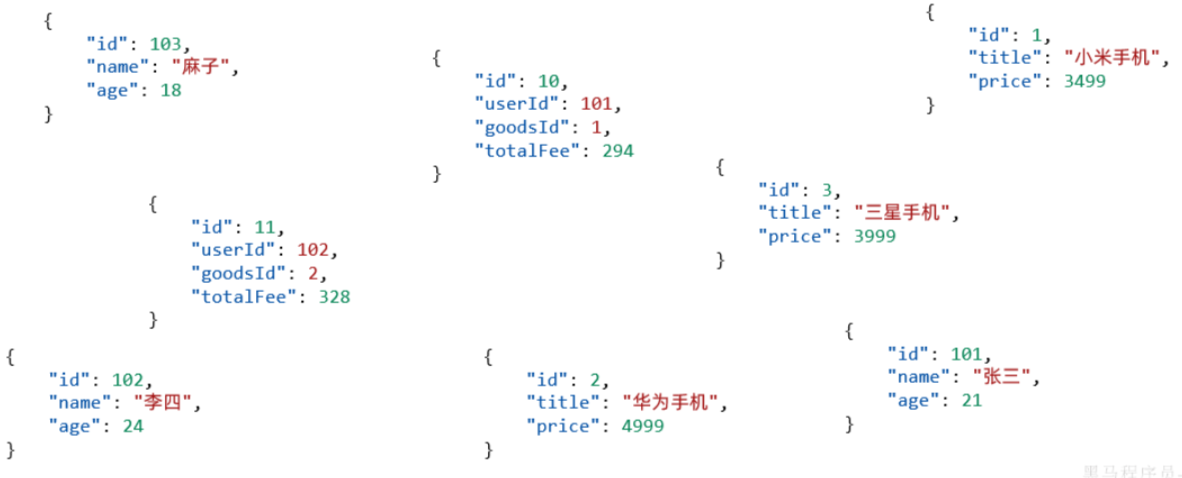 {
"id": 103,
"name": "麻子",
"age": 18
}
{
"id": 10,
"userId": 101,
"goodsId": 1,
"totalFee": 294
}
{
"id": 1,
"title": "小米手机",
"price": 3499
}
{
"id": 11,
"userId": 102,
"goodsId": 2,
"totalFee": 328
}
{
"id": 3,
"title": "三星手机",
"price": 3999
}
{
"id": 102,
"name": "李四",
"age": 24
}
{
"id": 2,
"title": "华为手机",
"price": 4999
}
{
"id": 101,
"name": "张三",
"age": 21
}
黑马程序员